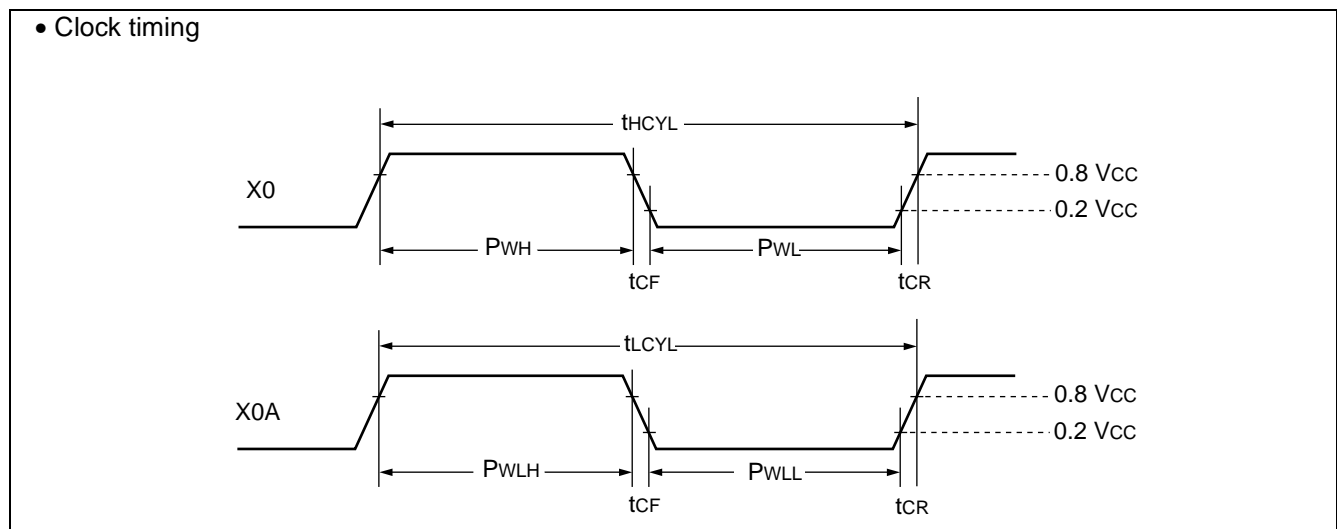 • Clock timing
tHCYL
X0
0.8 VCC
0.2 VCC
PWH
PWL
tCF
tCR
tLCYL
X0A
0.8 VCC
0.2 VCC
PWLH
PWLL
tCF
tCR